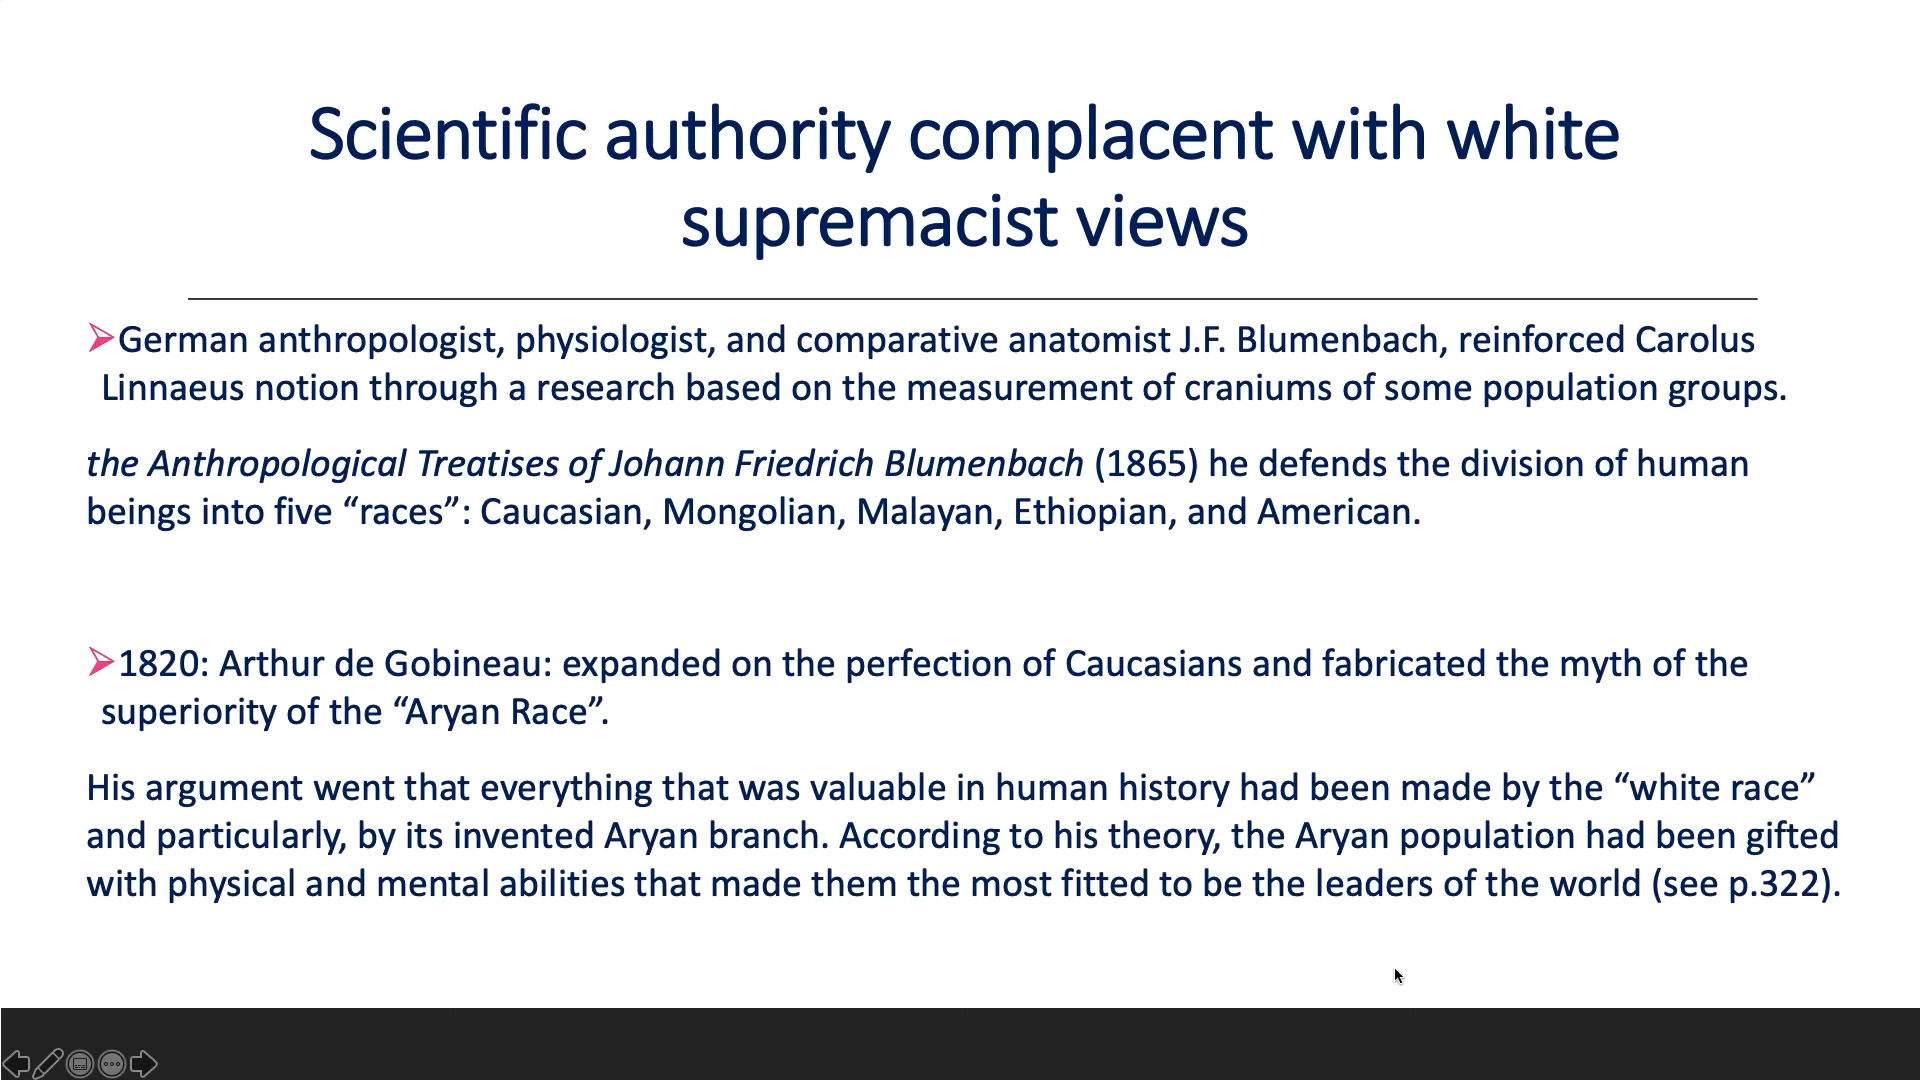 Scientific authority complacent with white
supremacist views
German anthropologist, physiologist, and comparative anatomist J.F. Blumenbach, reinforced Carolus
Linnaeus notion through a research based on the measurement of craniums of some population groups.
the Anthropological Treatises of Johann Friedrich Blumenbach (1865) he defends the division of human
beings into five “races”: Caucasian, Mongolian, Malayan, Ethiopian, and American.
1820: Arthur de Gobineau: expanded on the perfection of Caucasians and fabricated the myth of the
superiority of the “Aryan Race”.
His argument went that everything that was valuable in human history had been made by the “white race”
and particularly, by its invented Aryan branch. According to his theory, the Aryan population had been gifted
with physical and mental abilities that made them the most fitted to be the leaders of the world (see p.322).